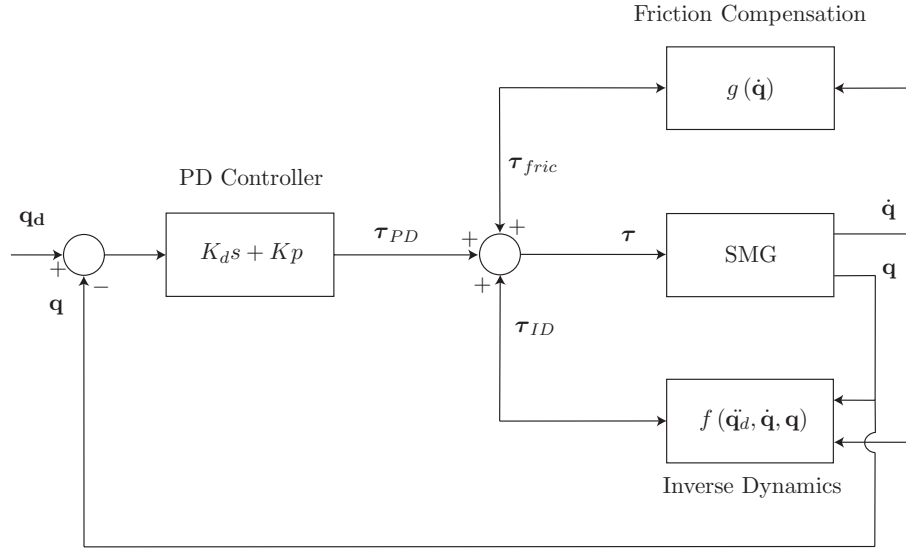 Friction Compensation
g (q̇)
τ_fric
PD Controller
q_d
+
−
q
K_d s + Kp
τ_PD
+
+
+
τ
SMG
q̇
q
τ_ID
f (q̈_d, q̇, q)
Inverse Dynamics